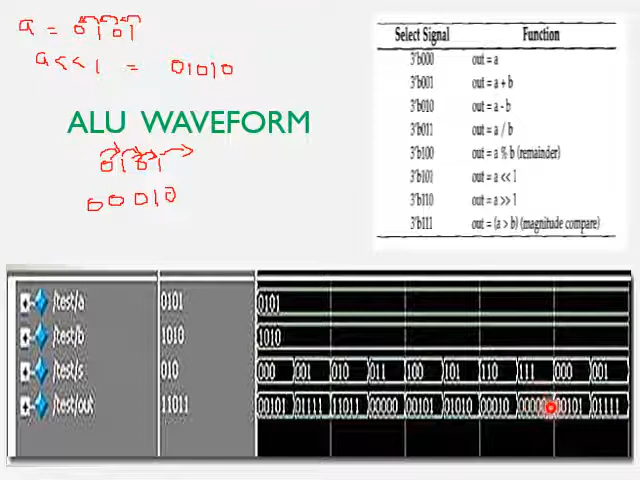 a = 0101
a << 1 = 01010
ALU WAVEFORM
0101
00010
Select Signal Function
3'b000 out = a
3'b001 out = a + b
3'b010 out = a - b
3'b011 out = a / b
3'b100 out = a % b (remainder)
3'b101 out = a << 1
3'b110 out = a >> 1
3'b111 out = (a > b) (magnitude compare)
/test/a 0101 0101
/test/b 1010 1010
/test/s 010 000 001 010 011 100 101 110 111 000 001
/test/out 11011 00101 01111 11011 00000 00101 01010 00010 00101 01111